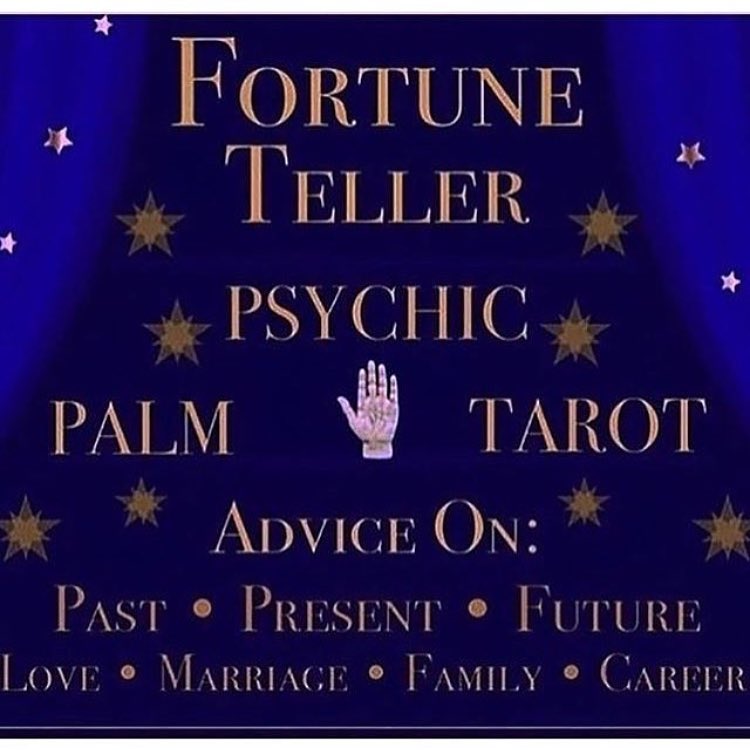 FORTUNE
TELLER
PSYCHIC
PALM TAROT
ADVICE ON:
PAST • PRESENT • FUTURE
LOVE • MARRIAGE • FAMILY • CAREER